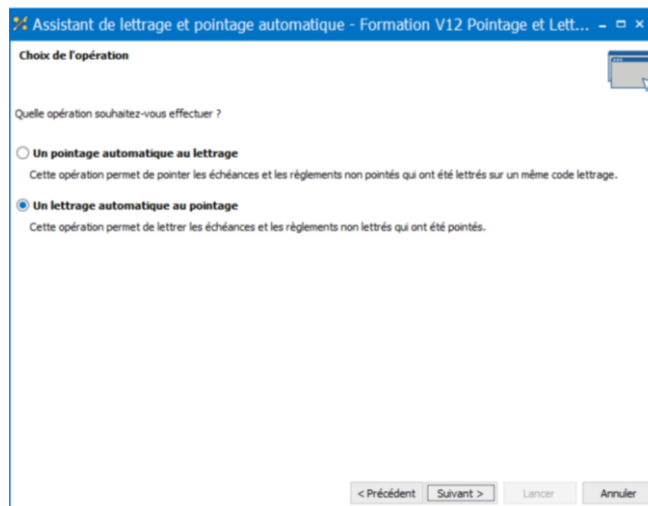 Assistant de lettrage et pointage automatique - Formation V12 Pointage et Lett...
Choix de l'opération
Quelle opération souhaitez-vous effectuer ?
Un pointage automatique au lettrage
Cette opération permet de pointer les échéances et les règlements non pointés qui ont été lettrés sur un même code lettrage.
Un lettrage automatique au pointage
Cette opération permet de lettrer les échéances et les règlements non lettrés qui ont été pointés.
< Précédent Suivant > Lancer Annuler